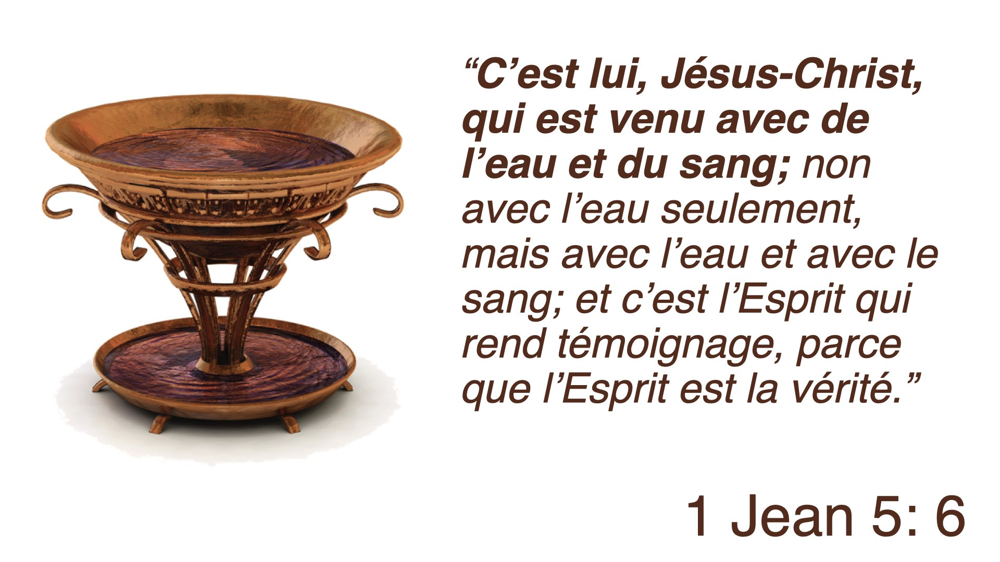 “C’est lui, Jésus-Christ,
qui est venu avec de
l’eau et du sang; non
avec l’eau seulement,
mais avec l’eau et avec le
sang; et c’est l’Esprit qui
rend témoignage, parce
que l’Esprit est la vérité.”
1 Jean 5: 6